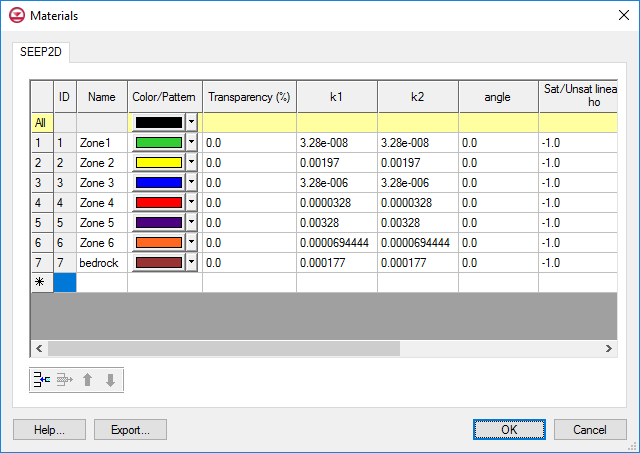 Materials
SEEP2D
ID Name Color/Pattern Transparency (%) k1 k2 angle Sat/Unsat linea
ho
All
1 1 Zone1 0.0 3.28e-008 3.28e-008 0.0 -1.0
2 2 Zone 2 0.0 0.00197 0.00197 0.0 -1.0
3 3 Zone 3 0.0 3.28e-006 3.28e-006 0.0 -1.0
4 4 Zone 4 0.0 0.0000328 0.0000328 0.0 -1.0
5 5 Zone 5 0.0 0.00328 0.00328 0.0 -1.0
6 6 Zone 6 0.0 0.0000694444 0.0000694444 0.0 -1.0
7 7 bedrock 0.0 0.000177 0.000177 0.0 -1.0
Help... Export... OK Cancel